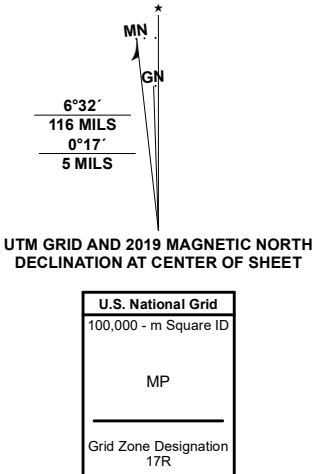 ★
MN
GN
6°32´
116 MILS
0°17´
5 MILS
UTM GRID AND 2019 MAGNETIC NORTH
DECLINATION AT CENTER OF SHEET
U.S. National Grid
100,000 - m Square ID
MP
Grid Zone Designation
17R